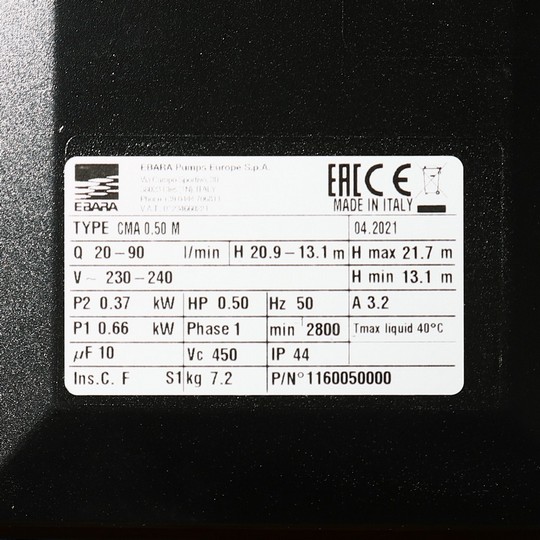 EBARA
EBARA Pumps Europe S.p.A.
EAC CE
MADE IN ITALY
TYPE CMA 0.50 M 04.2021
Q 20–90 l/min H 20.9–13.1 m H max 21.7 m
V ~ 230–240 H min 13.1 m
P2 0.37 kW HP 0.50 Hz 50 A 3.2
P1 0.66 kW Phase 1 min⁻¹ 2800 Tmax liquid 40°C
µF 10 Vc 450 IP 44
Ins.C. F S1 kg 7.2 P/N° 1160050000